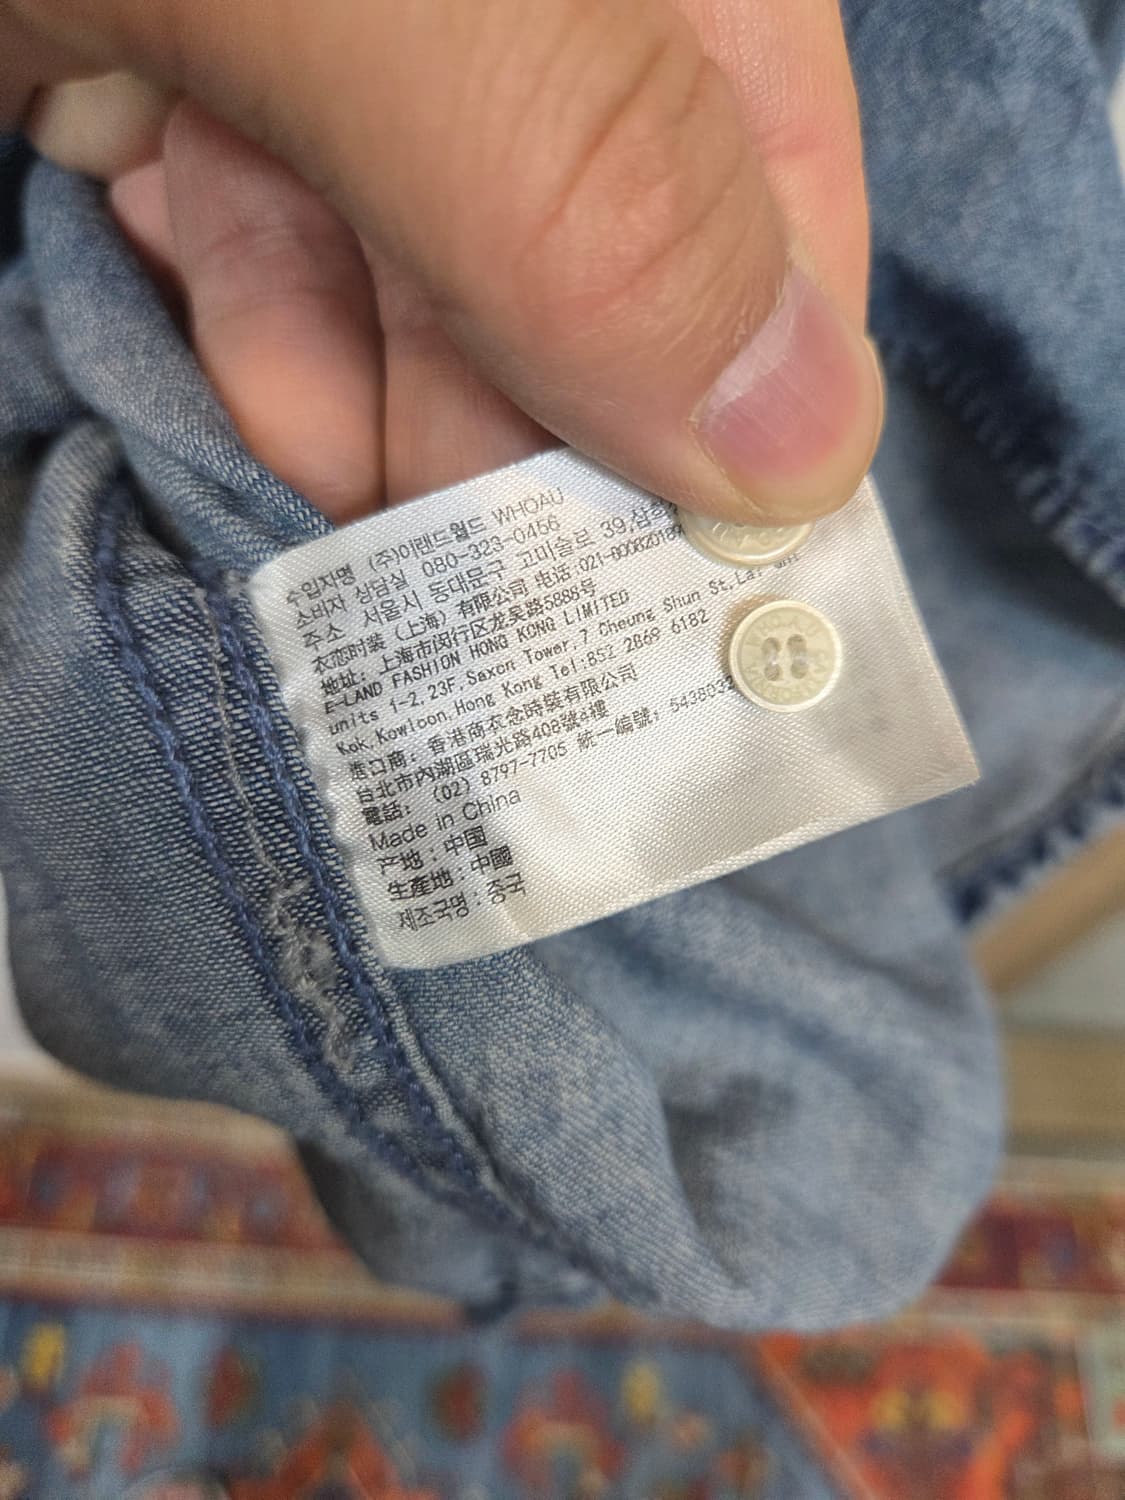 수입자명 (주)이랜드월드 WHOAU
소비자 상담실 080-323-0456
주소 서울시 동대문구 고미술로 39,
衣恋时装 (上海) 有限公司 电话:021-
地址: 上海市闵行区龙吴路5888号
E-LAND FASHION HONG KONG LIMITED
units 1-2,23F,Saxon Tower,7 Cheung Shun St.
Kok,Kowloon,Hong Kong Tel:852 2869 6182
進口商: 香港商衣念時裝有限公司
台北市內湖區瑞光路408號4樓
電話: (02) 8797-7705 統一編號:
Made in China
产地 : 中国
生產地 : 中國
제조국명 : 중국